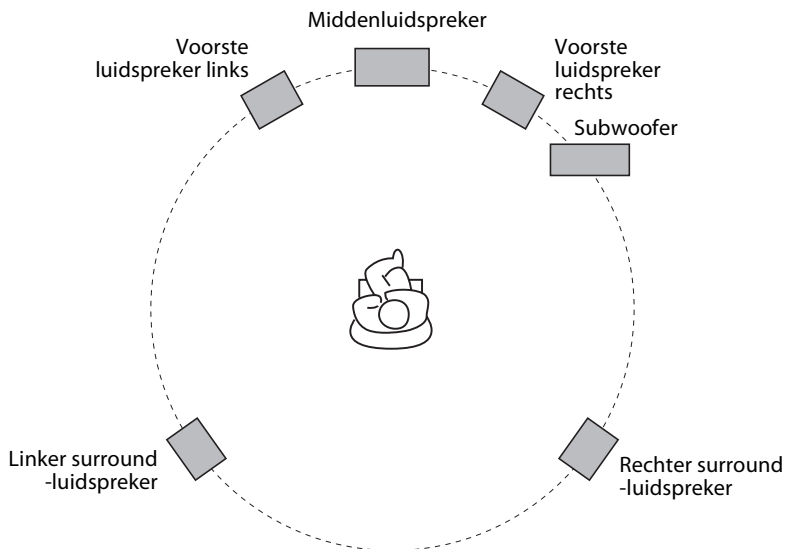 Middenluidspreker
Voorste
luidspreker links
Voorste
luidspreker
rechts
Subwoofer
Linker surround
-luidspreker
Rechter surround
-luidspreker